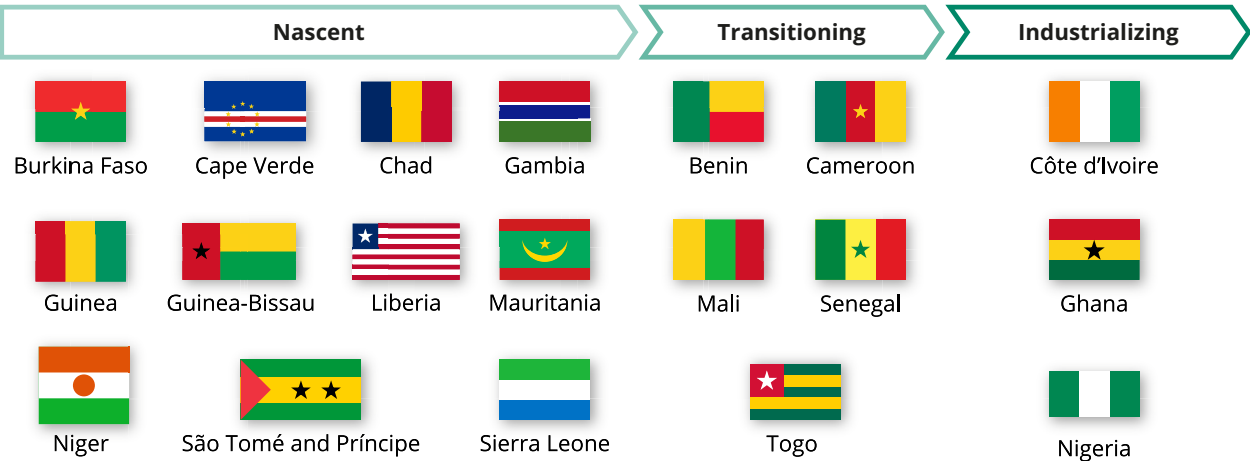 Nascent Transitioning Industrializing
Burkina Faso Cape Verde Chad Gambia Benin Cameroon Côte d’Ivoire
Guinea Guinea-Bissau Liberia Mauritania Mali Senegal Ghana
Niger São Tomé and Príncipe Sierra Leone Togo Nigeria